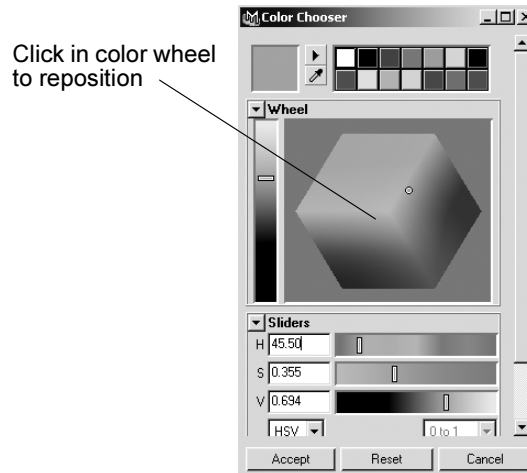 Color Chooser
Click in color wheel
to reposition
Wheel
Sliders
H 45.50
S 0.355
V 0.694
HSV 0 to 1
Accept Reset Cancel